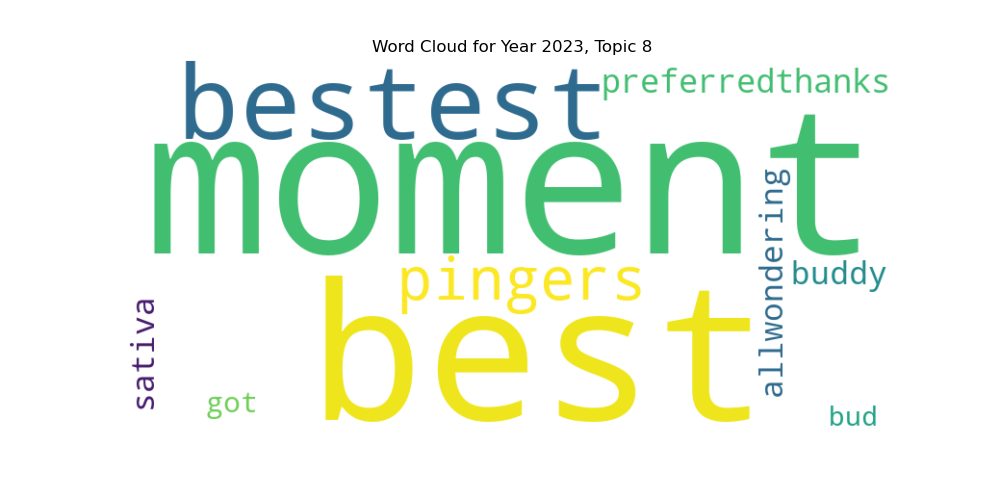 Word Cloud for Year 2023, Topic 8
bestest
preferredthanks
moment
allwondering
pingers
buddy
best
sativa
got
bud